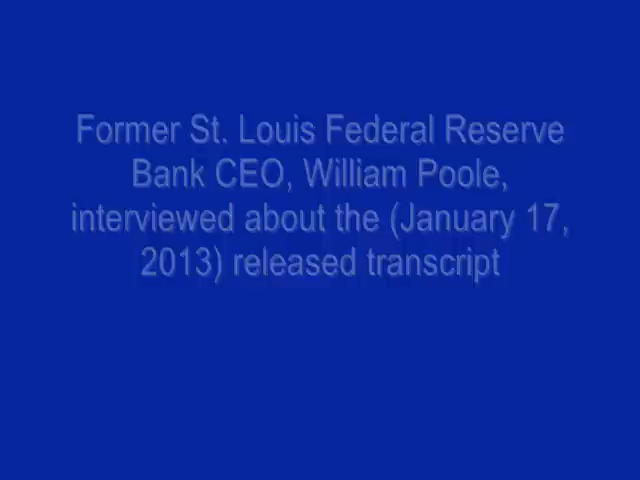 Former St. Louis Federal Reserve
Bank CEO, William Poole,
interviewed about the (January 17,
2013) released transcript